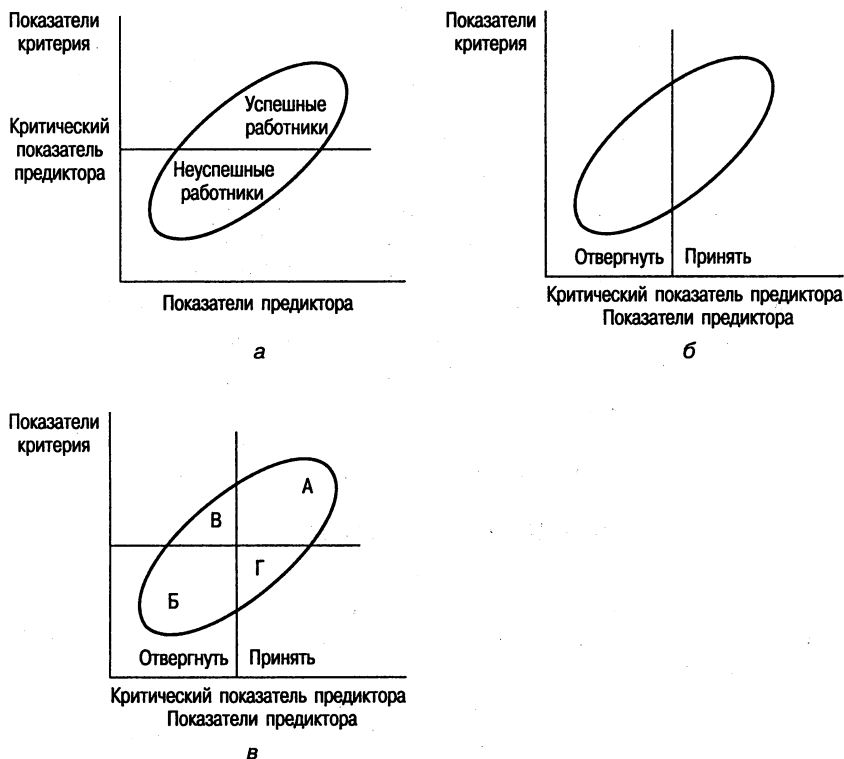 Показатели
критерия
Критический
показатель
предиктора
Успешные
работники
Неуспешные
работники
Показатели предиктора
а
Показатели
критерия
Отвергнуть
Принять
Критический показатель предиктора
Показатели предиктора
б
Показатели
критерия
А
В
Г
Б
Отвергнуть
Принять
Критический показатель предиктора
Показатели предиктора
в